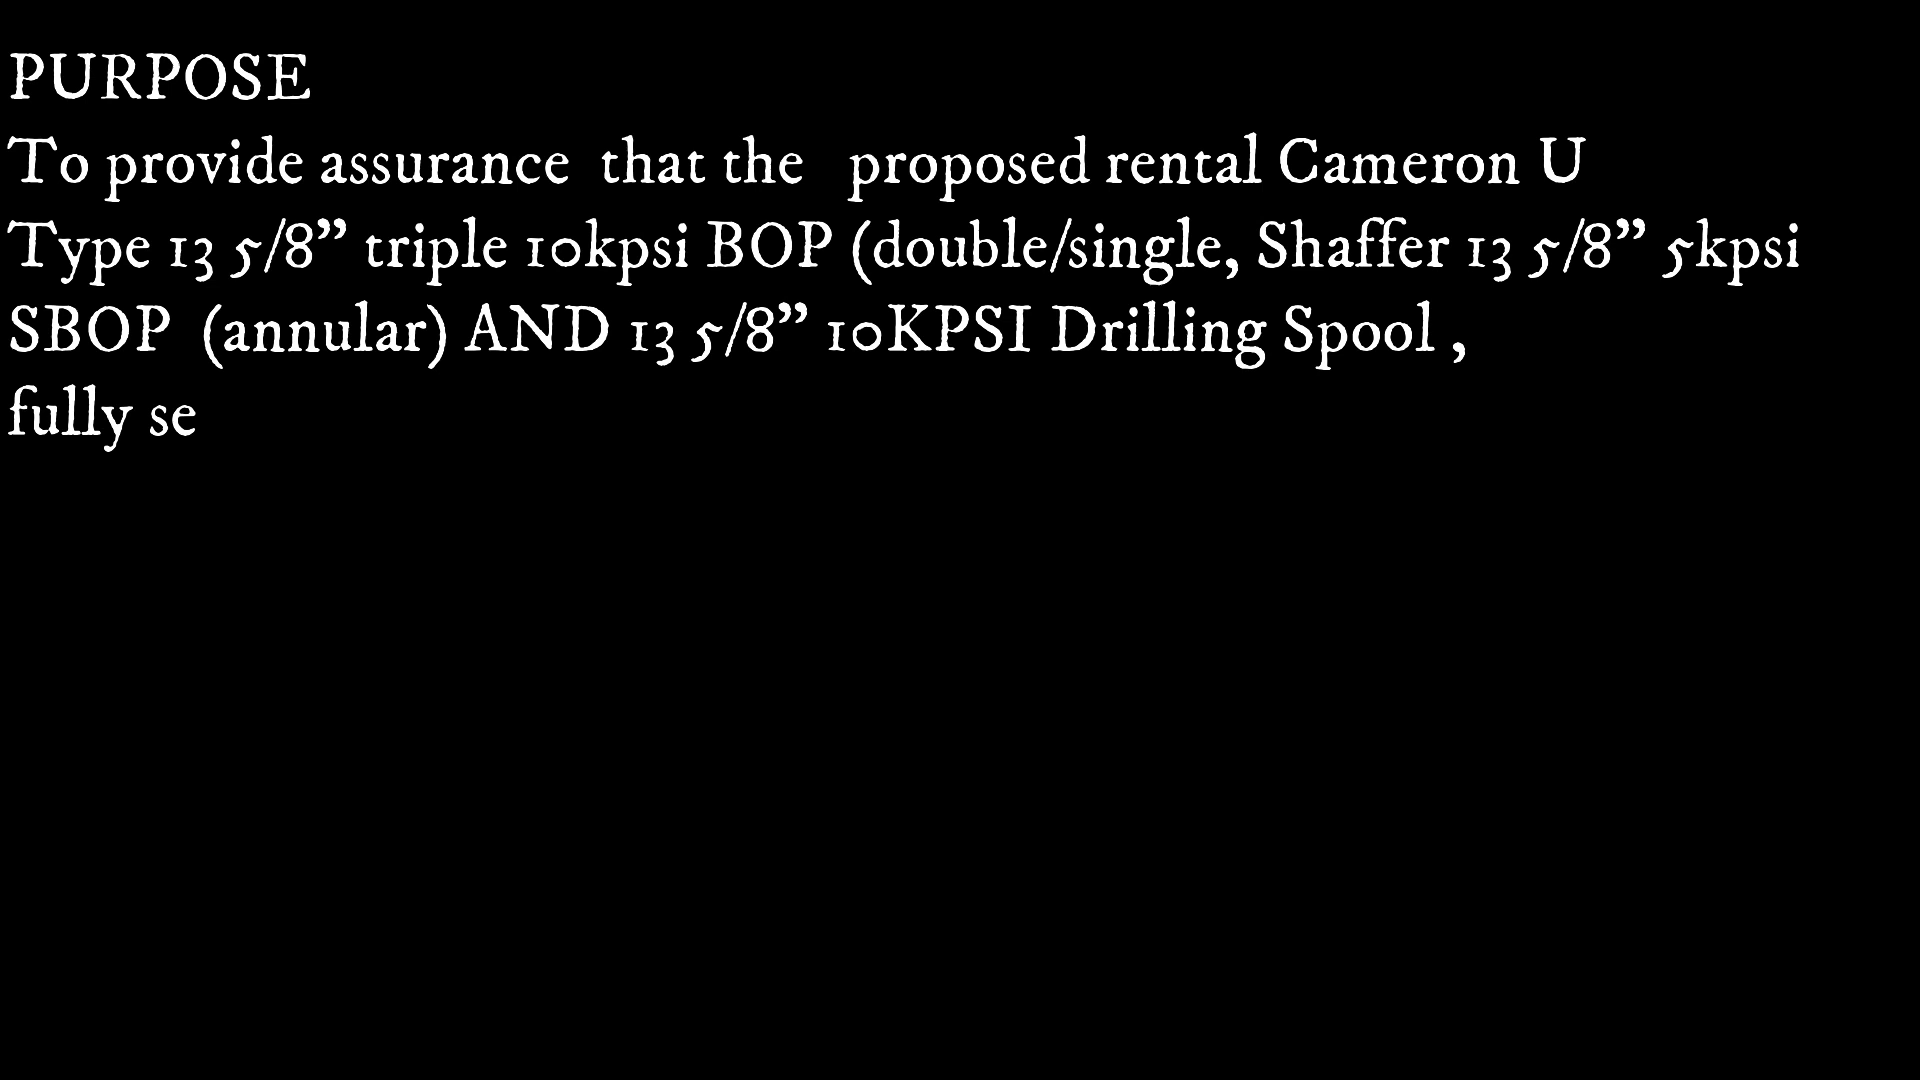 PURPOSE
To provide assurance  that the   proposed rental Cameron U
Type 13 5/8” triple 10kpsi BOP (double/single, Shaffer 13 5/8” 5kpsi
SBOP  (annular) AND 13 5/8” 10KPSI Drilling Spool ,
fully se